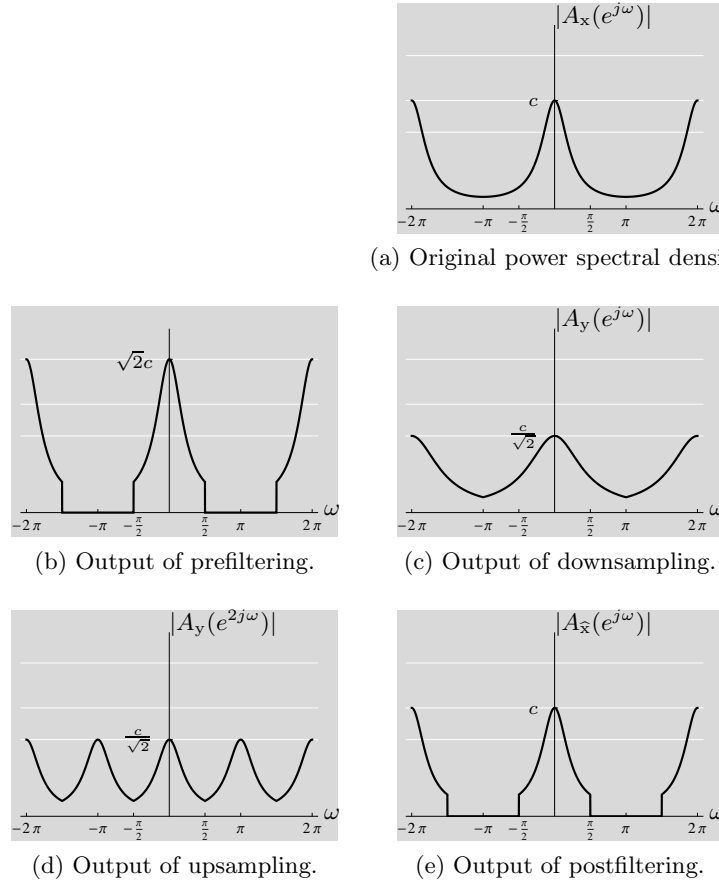 |A_x(e^{jω})|
c
ω
−2π −π −π/2 π/2 π 2π
(a) Original power spectral densi
√2c
ω
−2π −π −π/2 π/2 π 2π
(b) Output of prefiltering.
|A_y(e^{jω})|
c/√2
ω
−2π −π −π/2 π/2 π 2π
(c) Output of downsampling.
|A_y(e^{2jω})|
c/√2
ω
−2π −π −π/2 π/2 π 2π
(d) Output of upsampling.
|A_x̂(e^{jω})|
c
ω
−2π −π −π/2 π/2 π 2π
(e) Output of postfiltering.